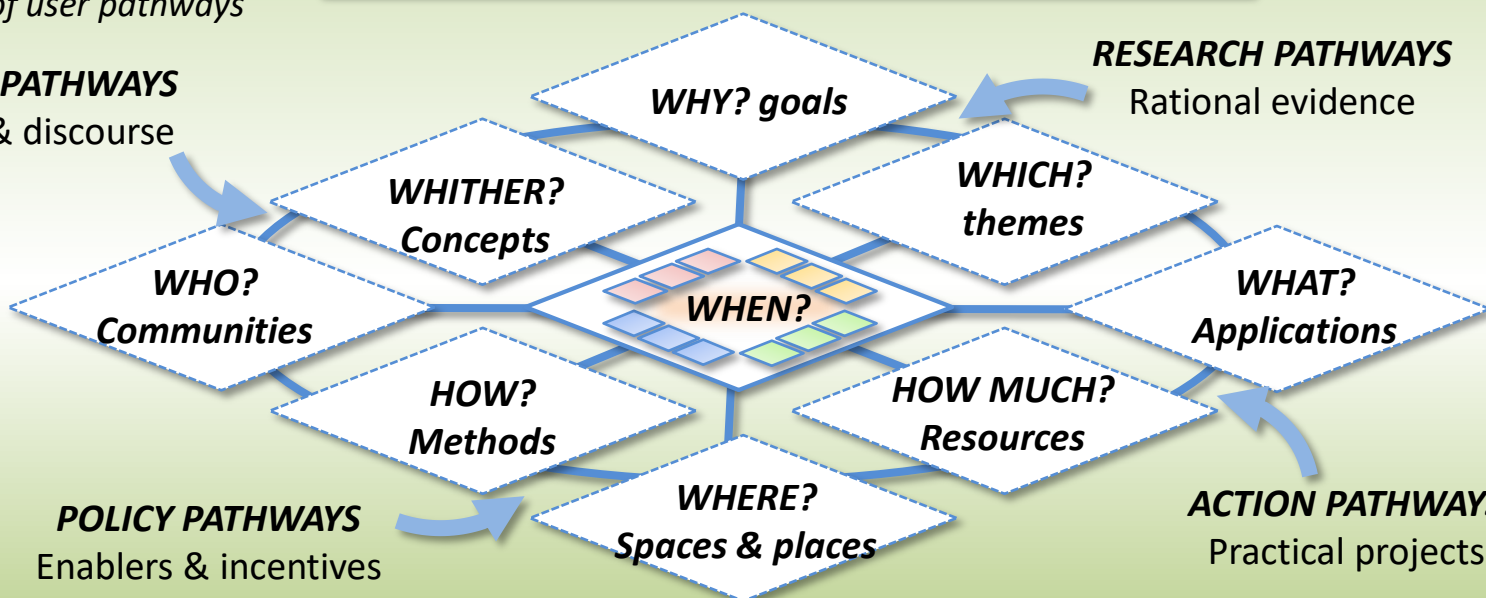 of user pathways
PATHWAYS
& discourse
RESEARCH PATHWAYS
Rational evidence
WHY? goals
WHITHER?
Concepts
WHICH?
themes
WHO?
Communities
WHEN?
WHAT?
Applications
HOW?
Methods
HOW MUCH?
Resources
WHERE?
Spaces & places
POLICY PATHWAYS
Enablers & incentives
ACTION PATHWAYS
Practical projects